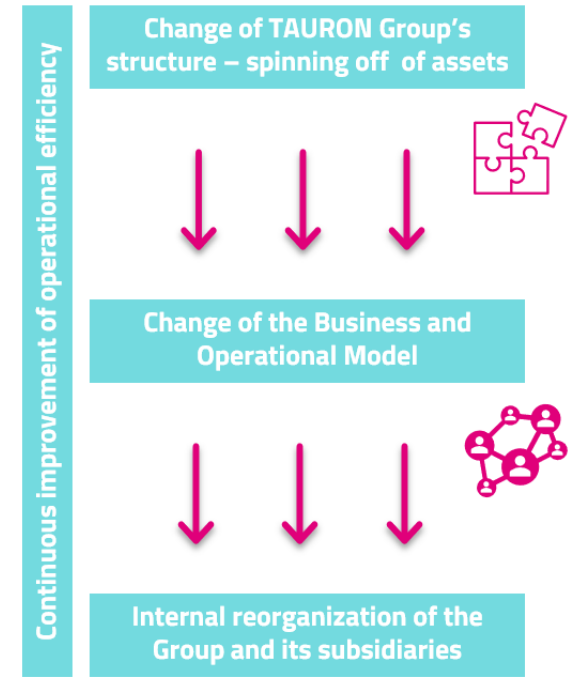 Continuous improvement of operational efficiency
Change of TAURON Group's
structure – spinning off of assets
Change of the Business and
Operational Model
Internal reorganization of the
Group and its subsidiaries